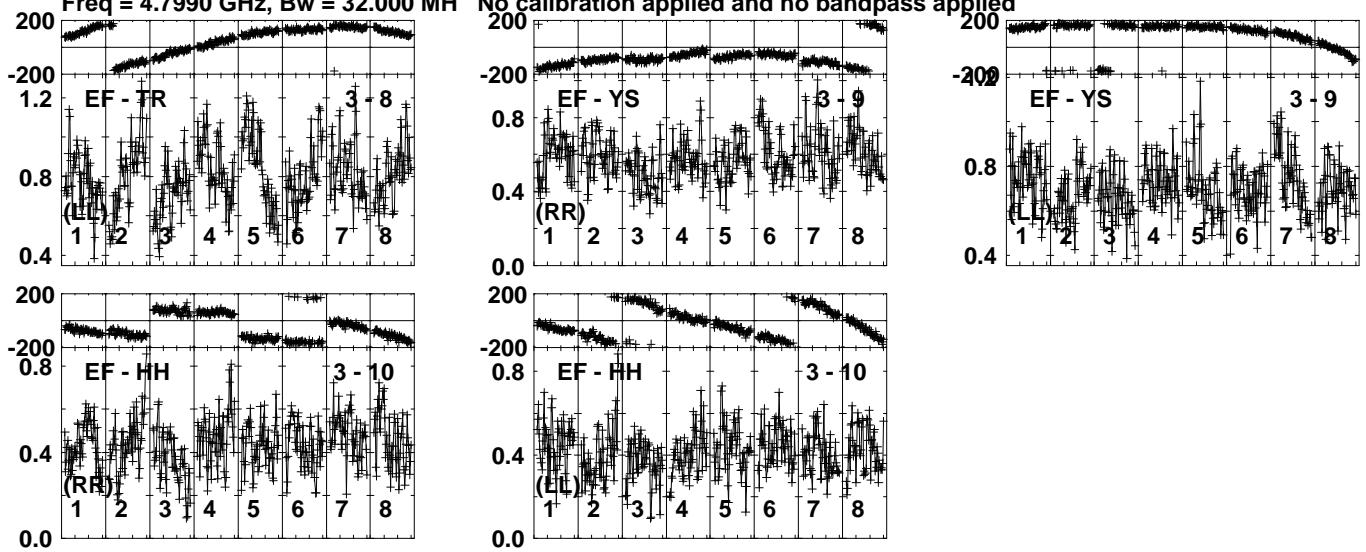 Freq = 4.7990 GHz, Bw = 32.000 MH No calibration applied and no bandpass applied
200
-200
1.2
EF - TR 3 - 8
0.8
(LL)
1 2 3 4 5 6 7 8
0.4
200
-200
EF - YS 3 - 9
0.8
0.4
(RR)
1 2 3 4 5 6 7 8
0.0
200
-200
1.2
EF - YS 3 - 9
0.8
(LL)
1 2 3 4 5 6 7 8
0.4
200
-200
0.8
EF - HH 3 - 10
0.4
(RR)
1 2 3 4 5 6 7 8
0.0
200
-200
0.8
EF - HH 3 - 10
0.4
(LL)
1 2 3 4 5 6 7 8
0.0